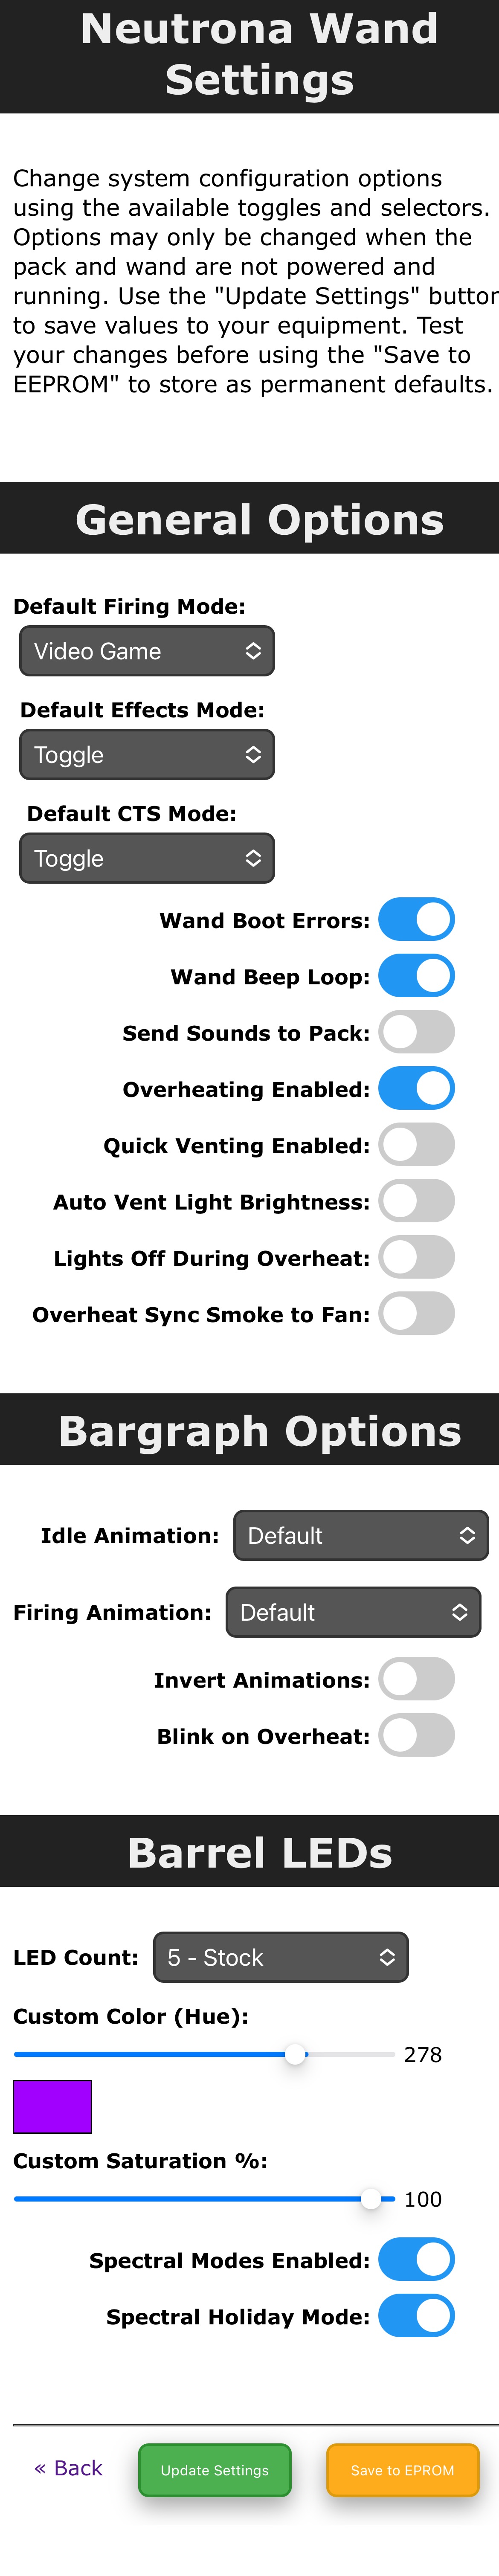 Neutrona Wand
Settings
Change system configuration options
using the available toggles and selectors.
Options may only be changed when the
pack and wand are not powered and
running. Use the "Update Settings" button
to save values to your equipment. Test
your changes before using the "Save to
EEPROM" to store as permanent defaults.
General Options
Default Firing Mode:
Video Game
Default Effects Mode:
Toggle
Default CTS Mode:
Toggle
Wand Boot Errors:
Wand Beep Loop:
Send Sounds to Pack:
Overheating Enabled:
Quick Venting Enabled:
Auto Vent Light Brightness:
Lights Off During Overheat:
Overheat Sync Smoke to Fan:
Bargraph Options
Idle Animation: Default
Firing Animation: Default
Invert Animations:
Blink on Overheat:
Barrel LEDs
LED Count: 5 - Stock
Custom Color (Hue):
278
Custom Saturation %:
100
Spectral Modes Enabled:
Spectral Holiday Mode:
« Back Update Settings Save to EPROM